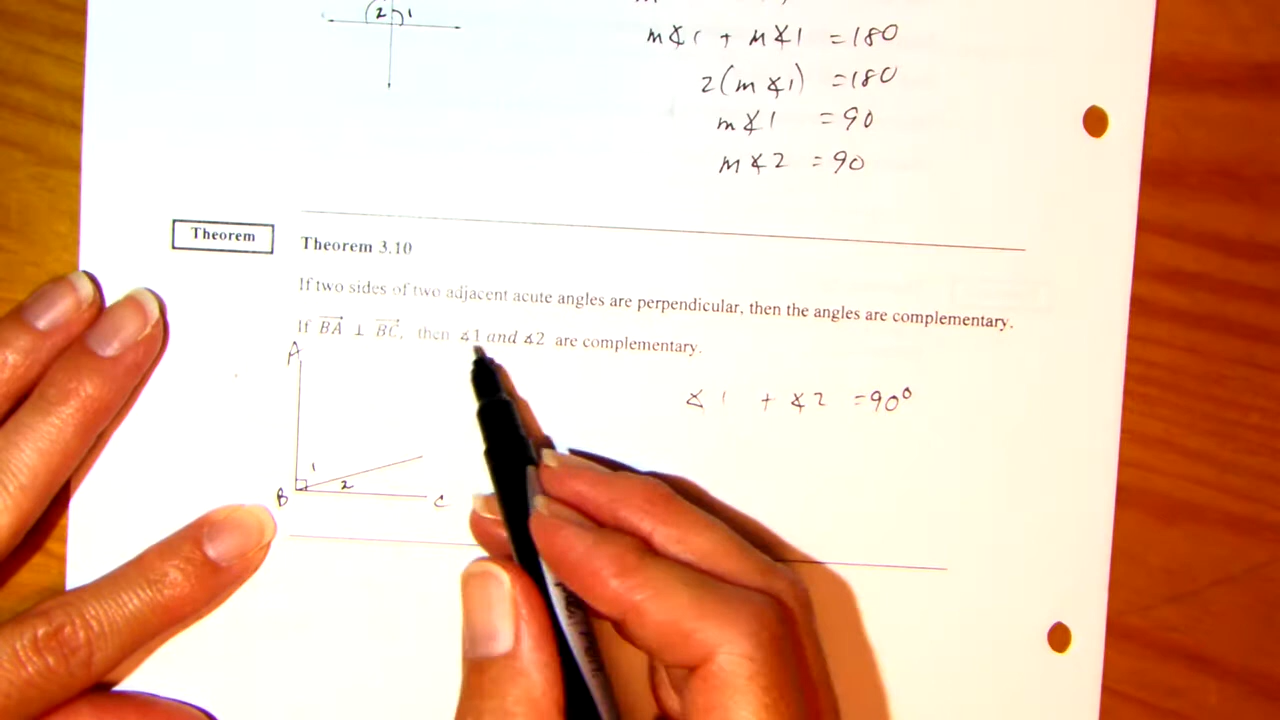 2 1
m∡1 + m∡1 = 180
2(m∡1) = 180
m∡1 = 90
m∡2 = 90
Theorem
Theorem 3.10
If two sides of two adjacent acute angles are perpendicular, then the angles are complementary.
If BA ⊥ BC, then ∡1 and ∡2 are complementary.
A
∡1 + ∡2 = 90°
1
2
B
C